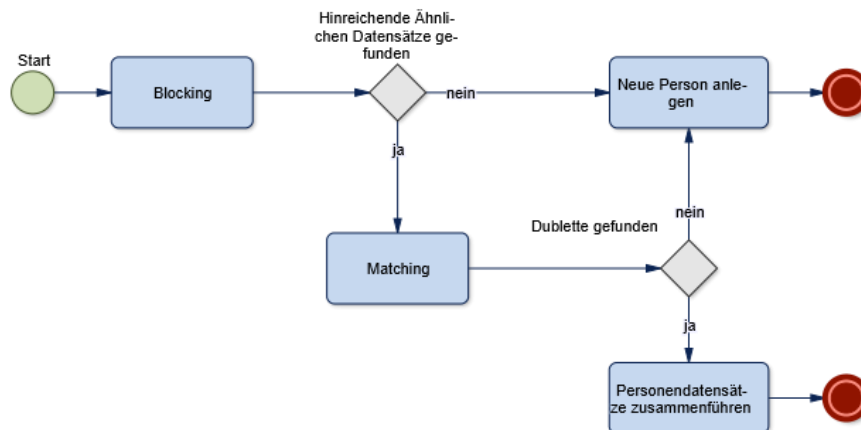 Hinreichende Ähnli-
chen Datensätze ge-
funden
Start
Blocking
nein
Neue Person anle-
gen
ja
Matching
Dublette gefunden
nein
ja
Personendatensät-
ze zusammenführen